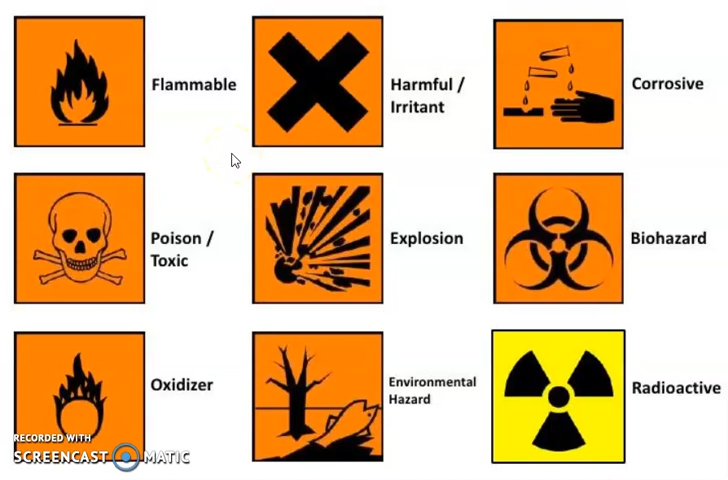 Flammable
Harmful /
Irritant
Corrosive
Poison /
Toxic
Explosion
Biohazard
Oxidizer
Environmental
Hazard
Radioactive
RECORDED WITH
SCREENCAST MATIC